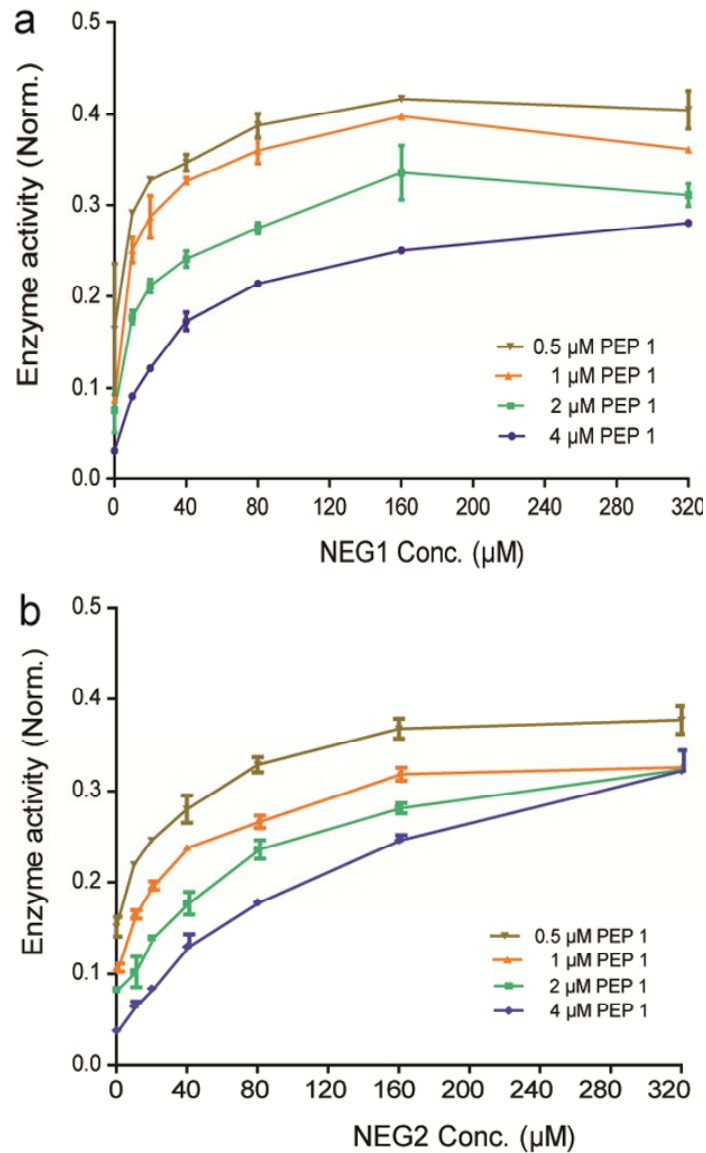 a
Enzyme activity (Norm.)
0.5
0.4
0.3
0.2
0.1
0.0
0 40 80 120 160 200 240 280 320
NEG1 Conc. (µM)
0.5 µM PEP 1
1 µM PEP 1
2 µM PEP 1
4 µM PEP 1
b
Enzyme activity (Norm.)
0.5
0.4
0.3
0.2
0.1
0.0
0 40 80 120 160 200 240 280 320
NEG2 Conc. (µM)
0.5 µM PEP 1
1 µM PEP 1
2 µM PEP 1
4 µM PEP 1